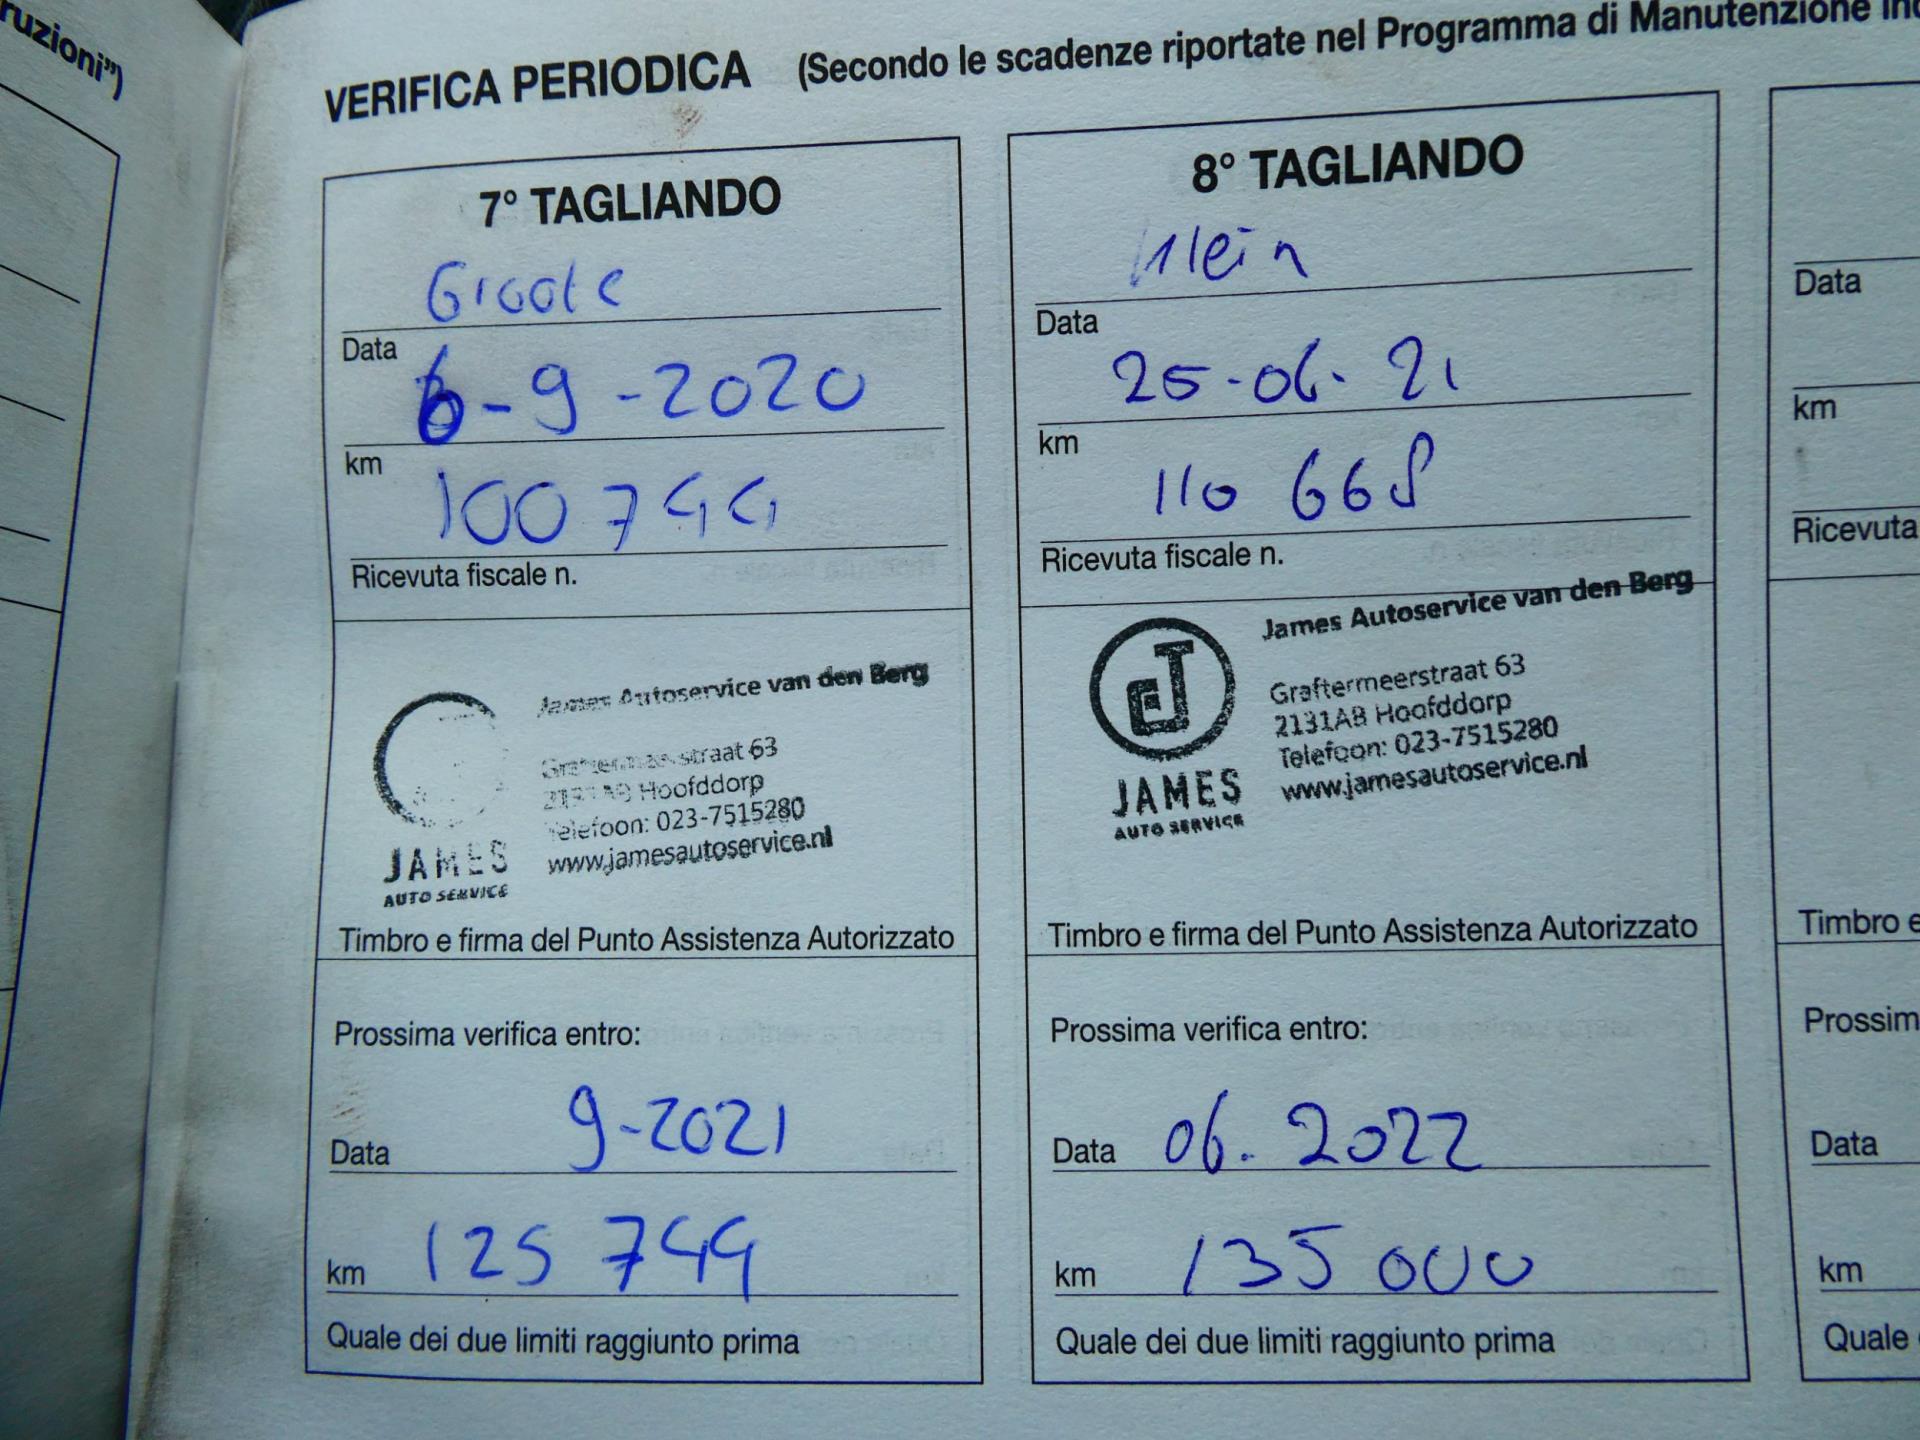 ruzioni")
VERIFICA PERIODICA (Secondo le scadenze riportate nel Programma di Manutenzione
7° TAGLIANDO
Groote
Data
6-9-2020
km
100 744
Ricevuta fiscale n.
James Autoservice van den Berg
Graftermeerstraat 63
2131AB Hoofddorp
Telefoon: 023-7515280
www.jamesautoservice.nl
JAMES
AUTO SERVICE
Timbro e firma del Punto Assistenza Autorizzato
Prossima verifica entro:
Data 9-2021
km 125 744
Quale dei due limiti raggiunto prima
8° TAGLIANDO
Klein
Data
25-06-21
km
110 668
Ricevuta fiscale n.
James Autoservice van den Berg
Graftermeerstraat 63
2131AB Hoofddorp
Telefoon: 023-7515280
www.jamesautoservice.nl
JAMES
AUTO SERVICE
Timbro e firma del Punto Assistenza Autorizzato
Prossima verifica entro:
Data 06.2022
km 135 000
Quale dei due limiti raggiunto prima
Data
km
Ricevuta
Timbro e
Prossim
Data
km
Quale